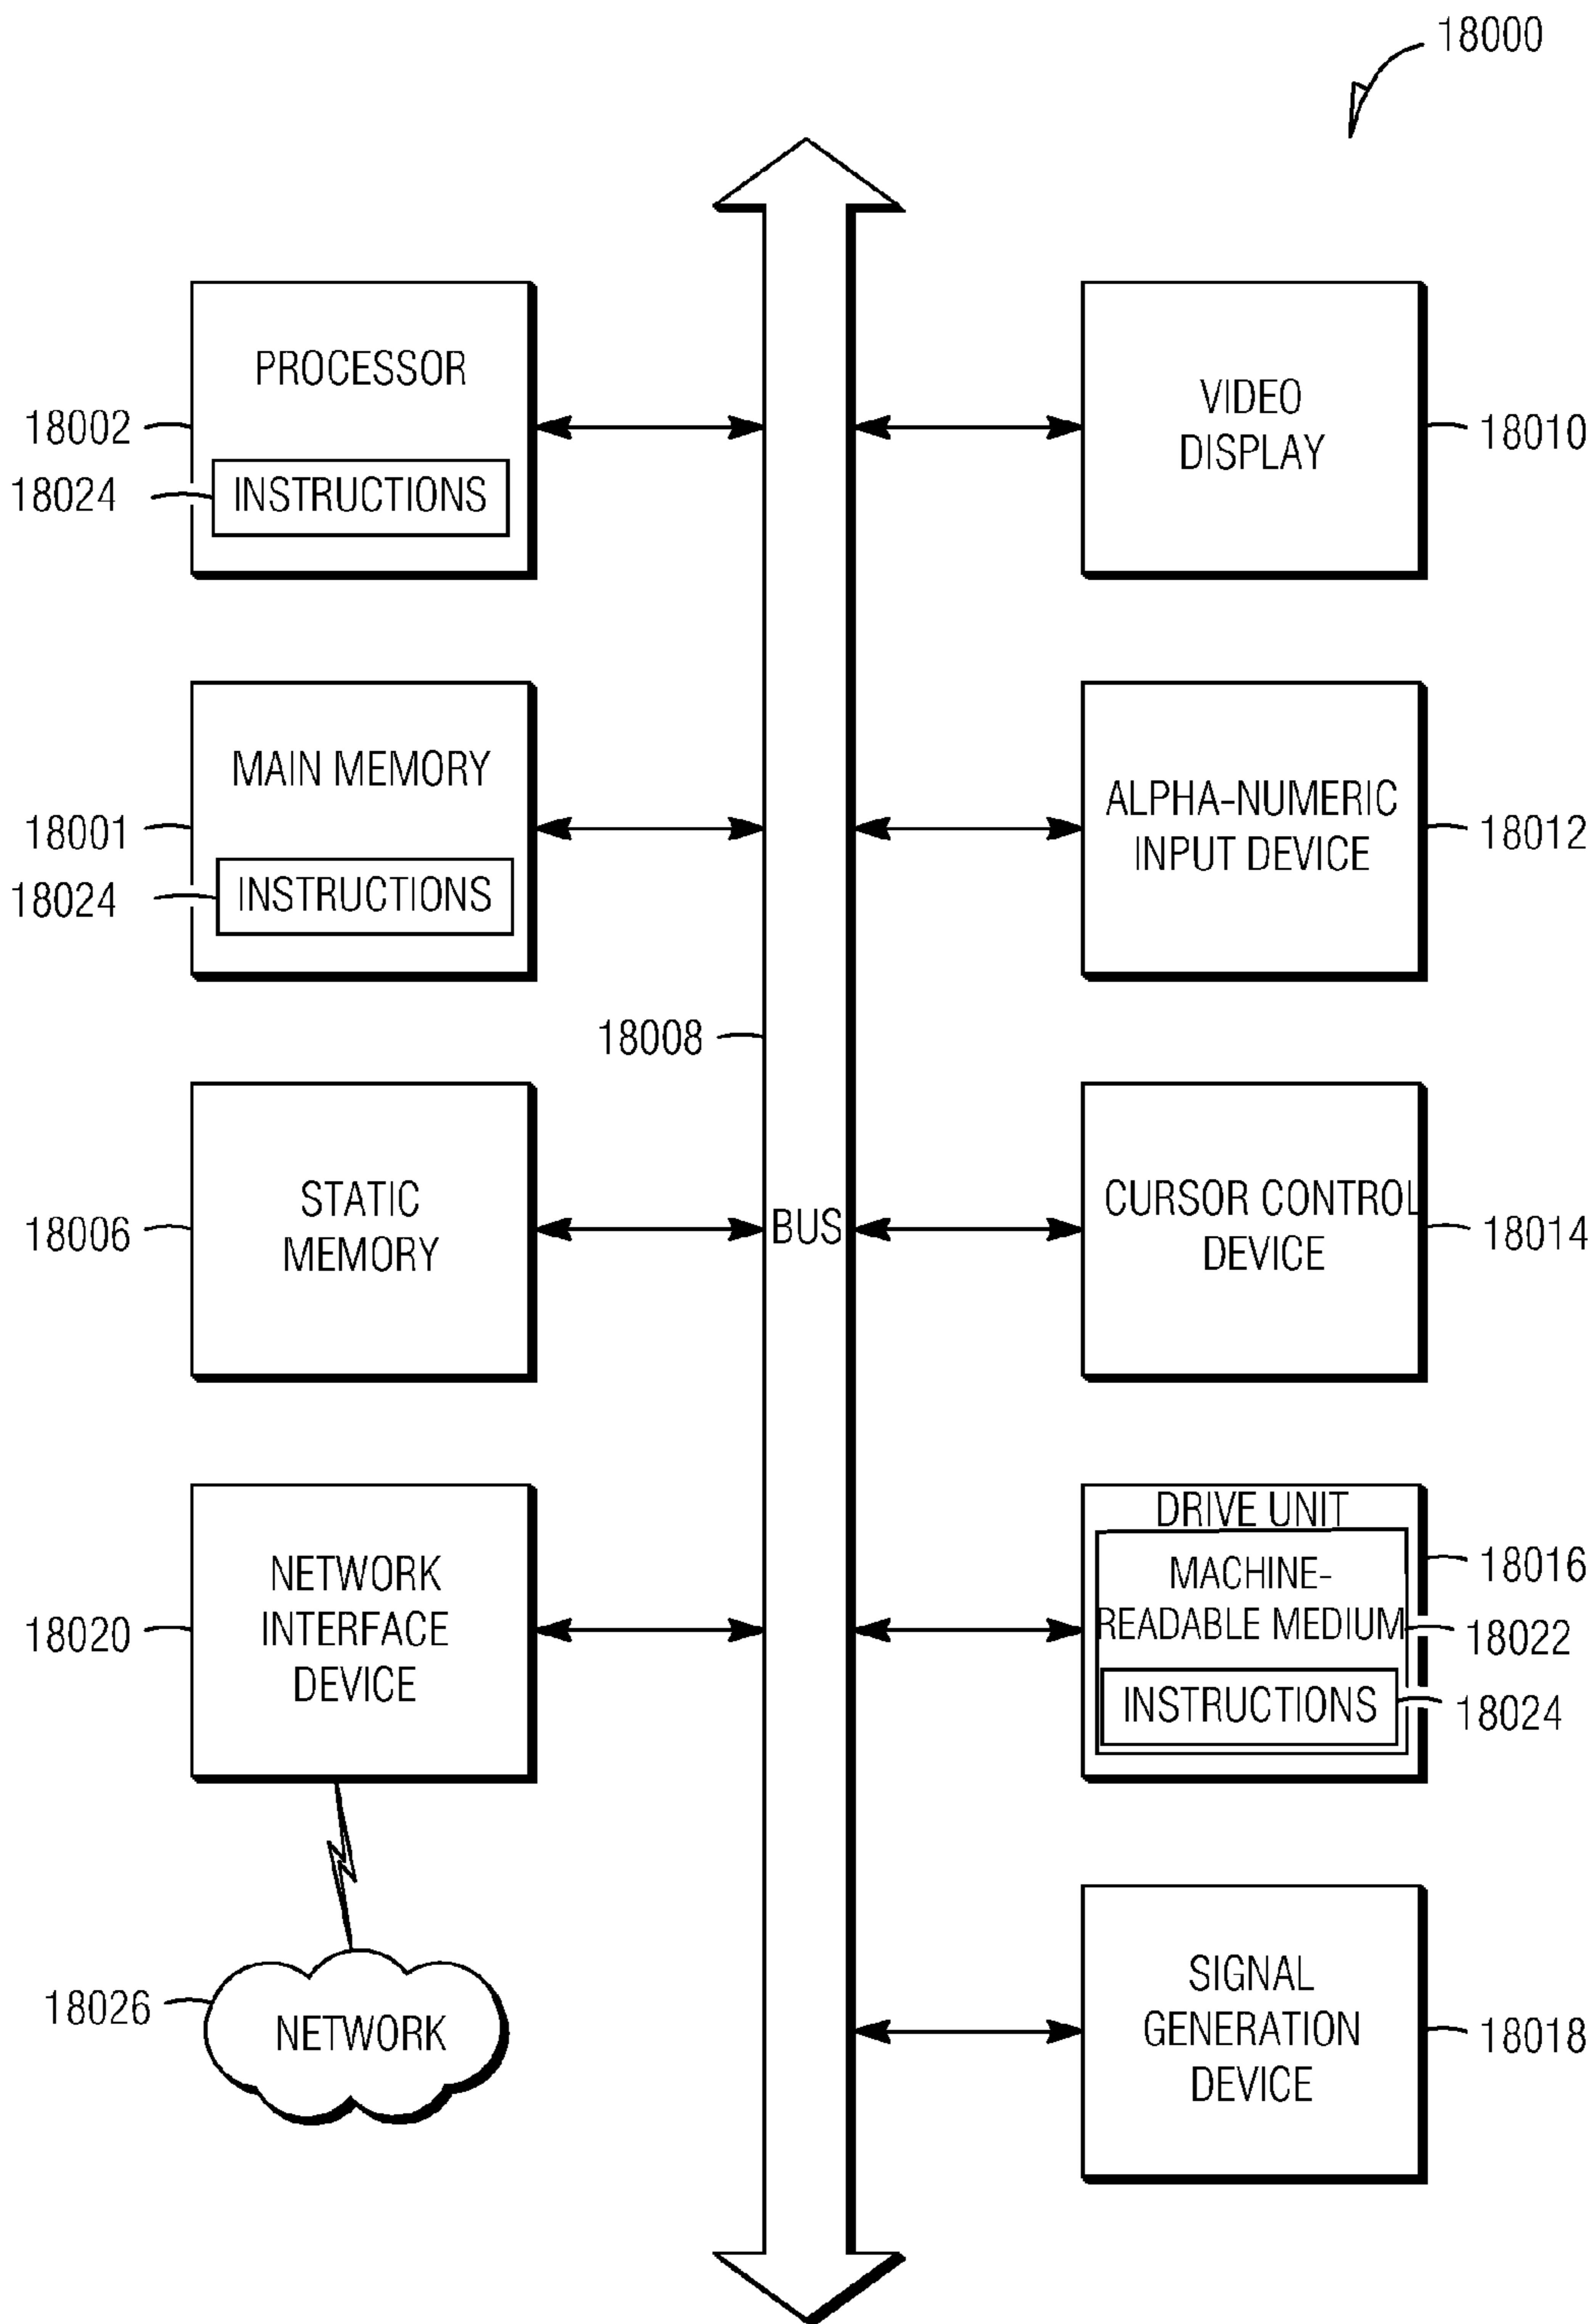 18000
PROCESSOR
18002
18024
INSTRUCTIONS
VIDEO
DISPLAY
18010
MAIN MEMORY
18001
18024
INSTRUCTIONS
ALPHA-NUMERIC
INPUT DEVICE
18012
18008
STATIC
MEMORY
18006
BUS
CURSOR CONTROL
DEVICE
18014
NETWORK
INTERFACE
DEVICE
18020
DRIVE UNIT
18016
MACHINE-
READABLE MEDIUM
18022
INSTRUCTIONS
18024
18026
NETWORK
SIGNAL
GENERATION
DEVICE
18018